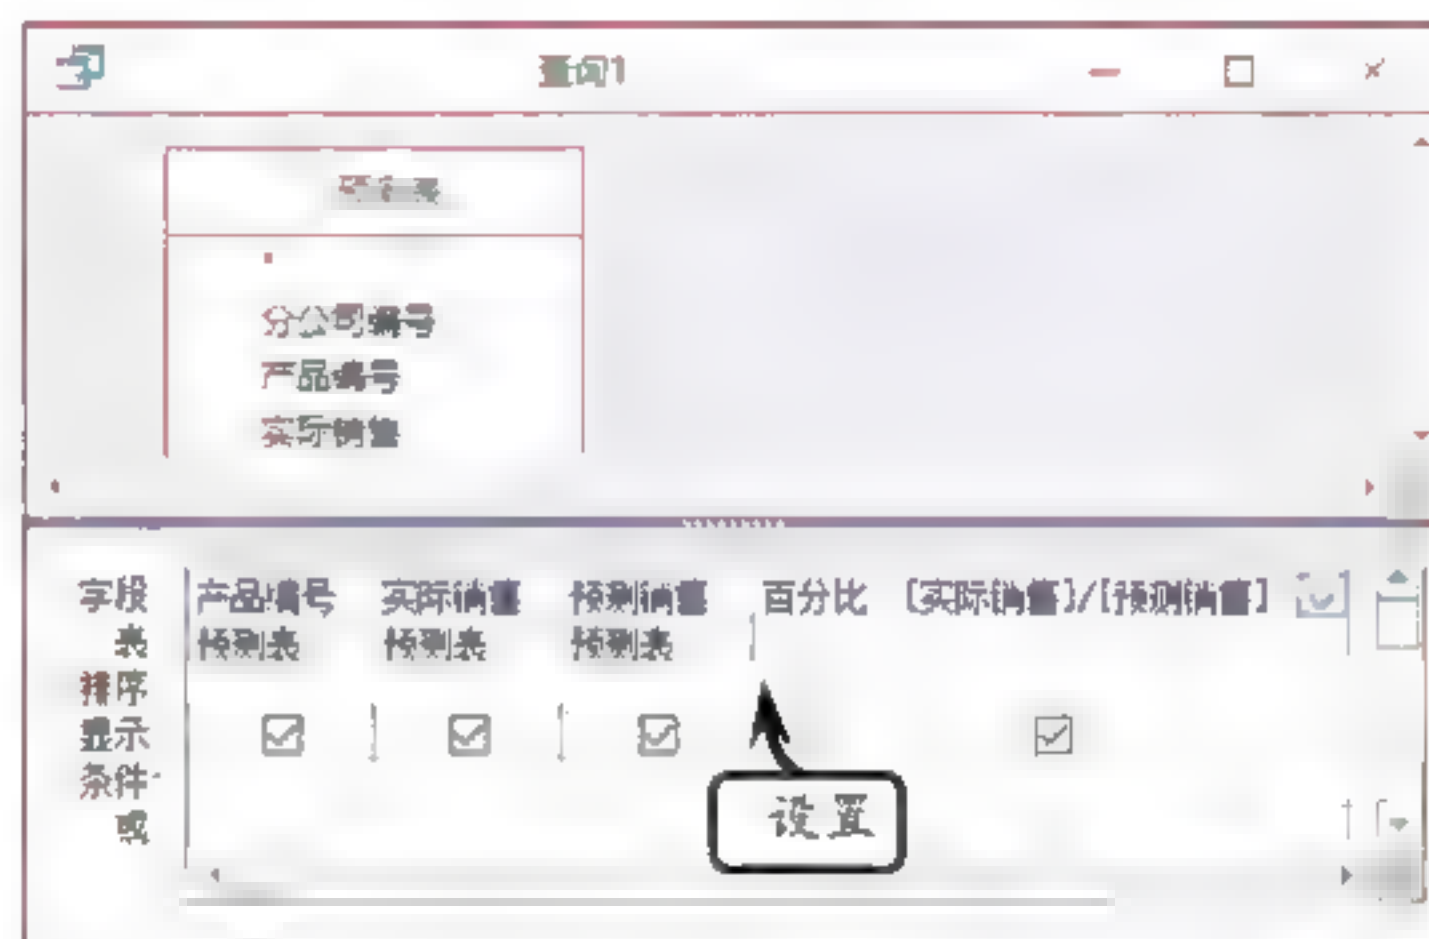 查询1
预测表
*
分公司编号
产品编号
实际销售
字段 产品编号 实际销售 预测销售 百分比 [实际销售]/[预测销售]
表 预测表 预测表 预测表
排序
显示
条件
或
设置